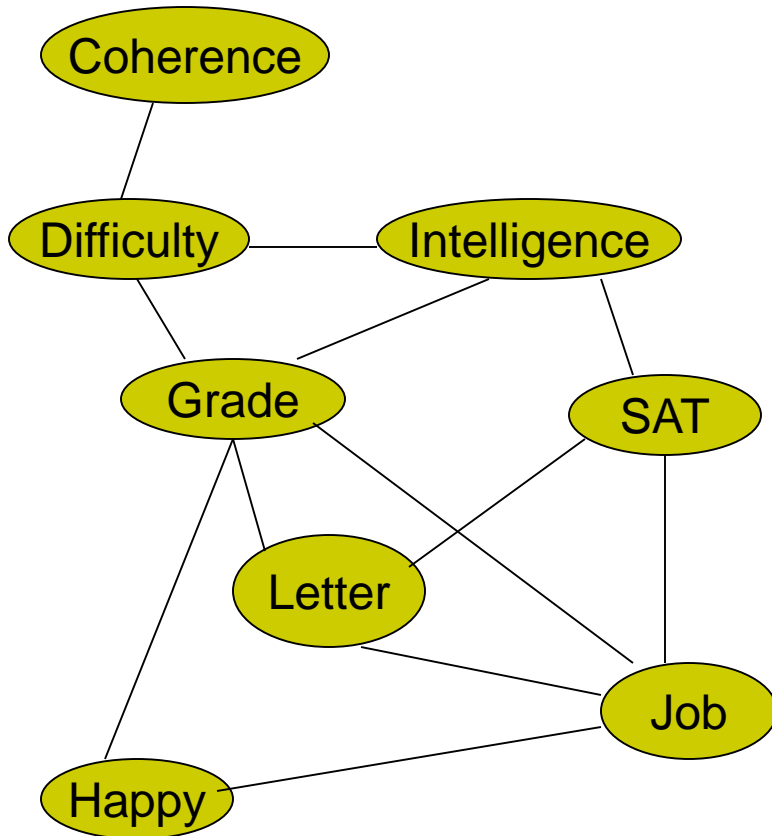 Coherence
Difficulty
Intelligence
Grade
SAT
Letter
Job
Happy